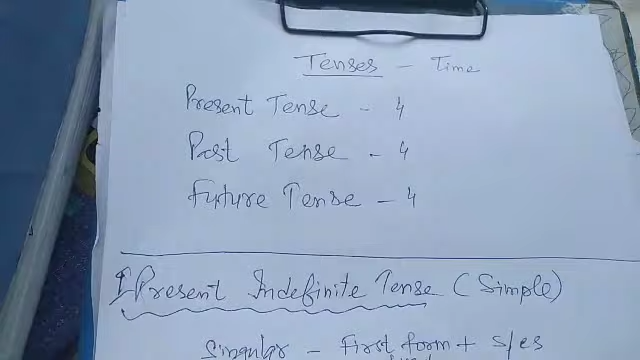 Tenses - Time
Present Tense - 4
Past Tense - 4
Future Tense - 4
I Present Indefinite Tense (Simple)
Singular - First form + s/es